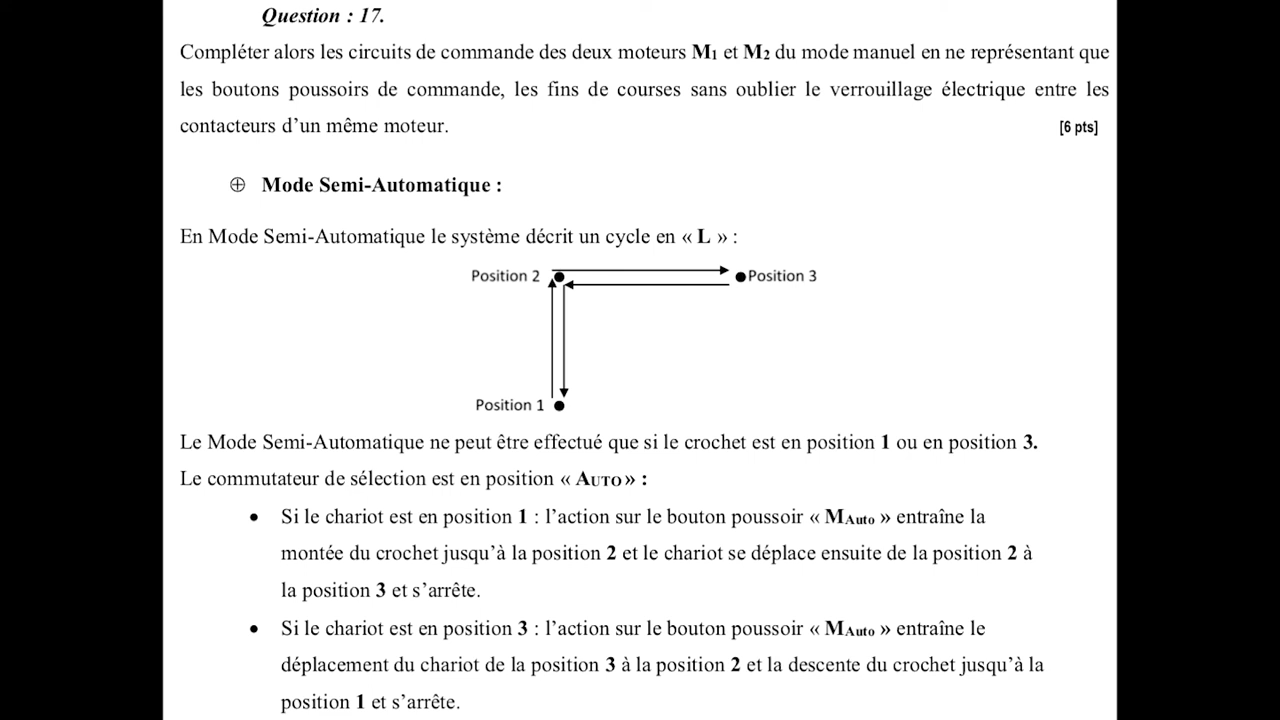 Question : 17.
Compléter alors les circuits de commande des deux moteurs M1 et M2 du mode manuel en ne représentant que
les boutons poussoirs de commande, les fins de courses sans oublier le verrouillage électrique entre les
contacteurs d’un même moteur. [6 pts]
⊕ Mode Semi-Automatique :
En Mode Semi-Automatique le système décrit un cycle en « L » :
Position 2 Position 3
Position 1
Le Mode Semi-Automatique ne peut être effectué que si le crochet est en position 1 ou en position 3.
Le commutateur de sélection est en position « AUTO » :
• Si le chariot est en position 1 : l’action sur le bouton poussoir « MAuto » entraîne la
montée du crochet jusqu’à la position 2 et le chariot se déplace ensuite de la position 2 à
la position 3 et s’arrête.
• Si le chariot est en position 3 : l’action sur le bouton poussoir « MAuto » entraîne le
déplacement du chariot de la position 3 à la position 2 et la descente du crochet jusqu’à la
position 1 et s’arrête.